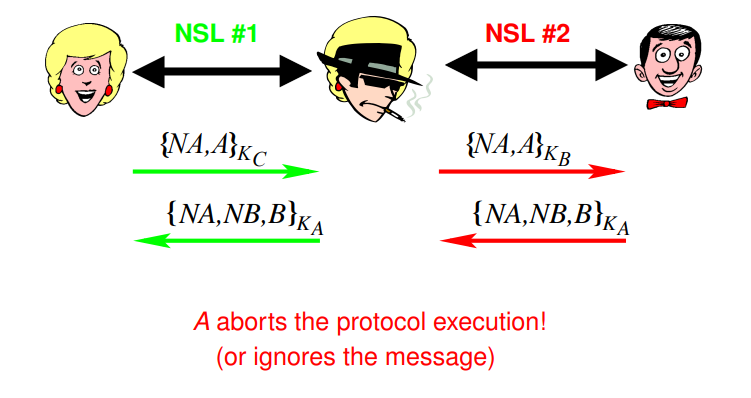 NSL #1 NSL #2
{NA,A}K_C {NA,A}K_B
{NA,NB,B}K_A {NA,NB,B}K_A
A aborts the protocol execution!
(or ignores the message)